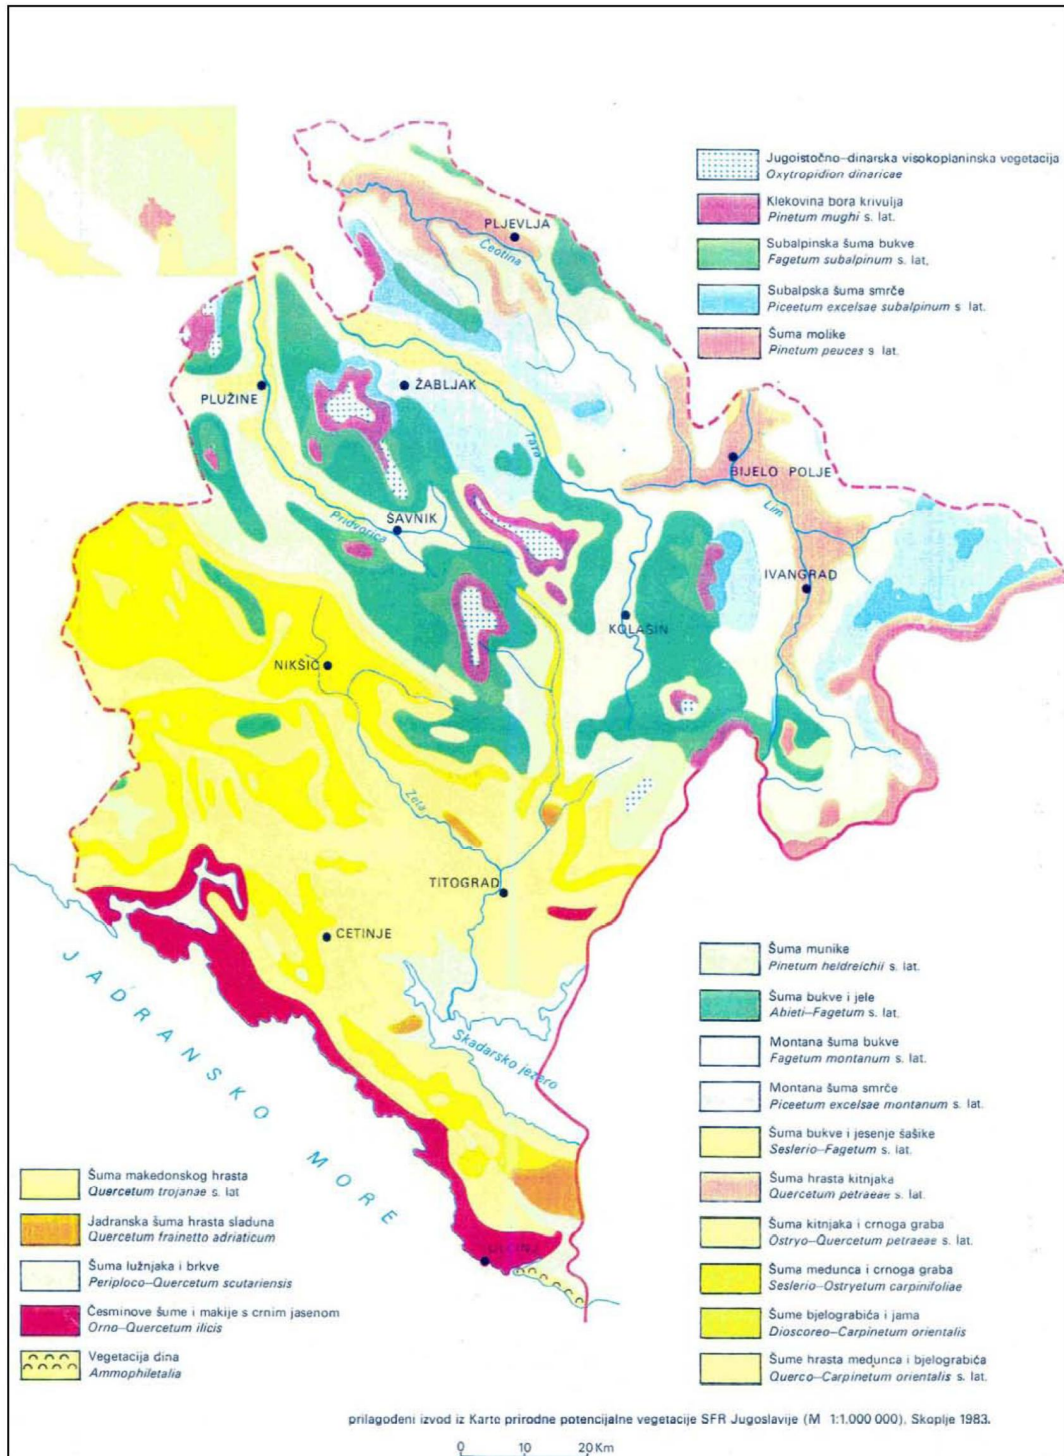 Jugoistočno–dinarska visokoplaninska vegetacija
Oxytropidion dinaricae
Klekovina bora krivulja
Pinetum mughi s. lat.
Subalpinska šuma bukve
Fagetum subalpinum s. lat.
Subalpska šuma smrče
Piceetum excelsae subalpinum s lat.
Šuma molike
Pinetum peuces s lat.
PLJEVLJA
Ćeotina
PLUŽINE
ŽABLJAK
Tara
BIJELO POLJE
Lim
ŠAVNIK
Pridvorica
IVANGRAD
KOLAŠIN
NIKŠIĆ
Zeta
TITOGRAD
CETINJE
Skadarsko jezero
JADRANSKO MORE
ULCINJ
Šuma munike
Pinetum heldreichii s. lat.
Šuma bukve i jele
Abieti–Fagetum s. lat.
Montana šuma bukve
Fagetum montanum s. lat.
Montana šuma smrče
Piceetum excelsae montanum s. lat.
Šuma bukve i jesenje šašike
Seslerio–Fagetum s. lat.
Šuma hrasta kitnjaka
Quercetum petraeae s. lat.
Šuma kitnjaka i crnoga graba
Ostryo–Quercetum petraeae s. lat.
Šuma medunca i crnoga graba
Seslerio–Ostryetum carpinifoliae
Šume bjelograbića i jama
Dioscoreo–Carpinetum orientalis
Šume hrasta medunca i bjelograbića
Querco–Carpinetum orientalis s. lat.
Šuma makedonskog hrasta
Quercetum trojanae s. lat
Jadranska šuma hrasta sladuna
Quercetum frainetto adriaticum
Šuma lužnjaka i brkve
Periploco–Quercetum scutariensis
Česminove šume i makije s crnim jasenom
Orno–Quercetum ilicis
Vegetacija dina
Ammophiletalia
prilagođeni izvod iz Karte prirodne potencijalne vegetacije SFR Jugoslavije (M 1:1.000 000), Skoplje 1983.
0 10 20 Km